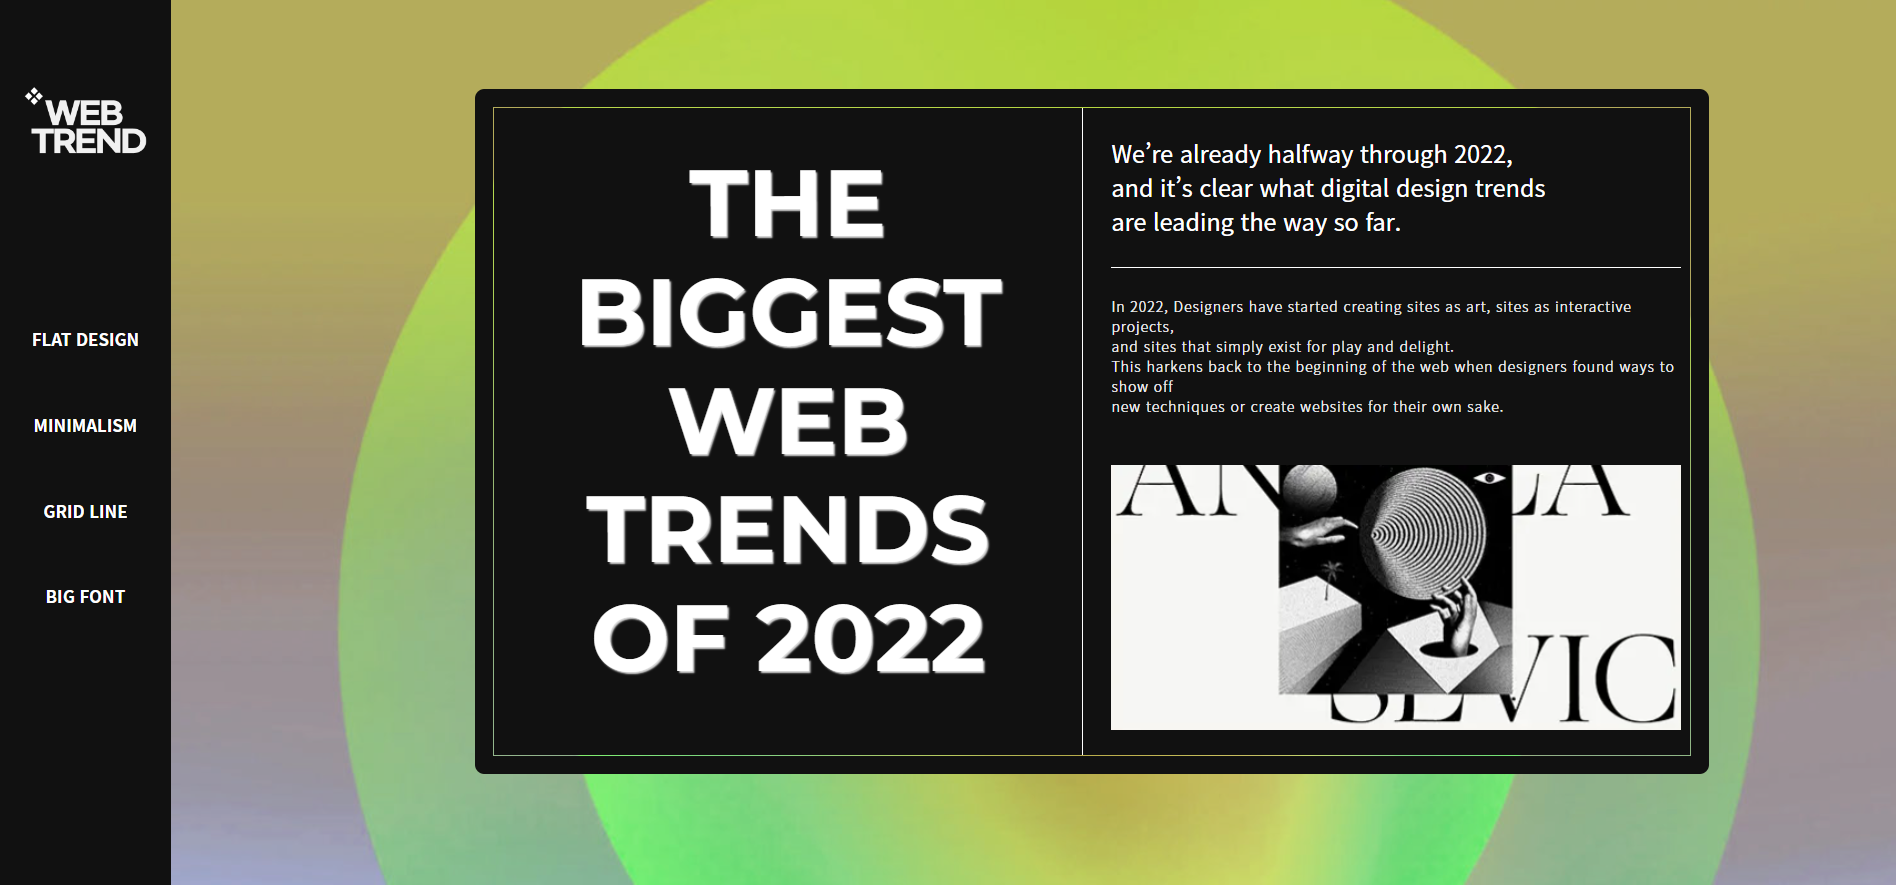 WEB
TREND
FLAT DESIGN
MINIMALISM
GRID LINE
BIG FONT
THE
BIGGEST
WEB
TRENDS
OF 2022
We’re already halfway through 2022,
and it’s clear what digital design trends
are leading the way so far.
In 2022, Designers have started creating sites as art, sites as interactive
projects,
and sites that simply exist for play and delight.
This harkens back to the beginning of the web when designers found ways to
show off
new techniques or create websites for their own sake.